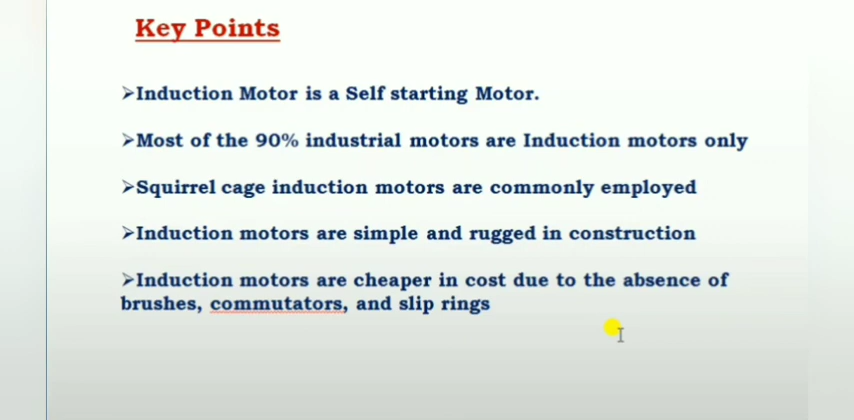 Key Points
➢Induction Motor is a Self starting Motor.
➢Most of the 90% industrial motors are Induction motors only
➢Squirrel cage induction motors are commonly employed
➢Induction motors are simple and rugged in construction
➢Induction motors are cheaper in cost due to the absence of
brushes, commutators, and slip rings